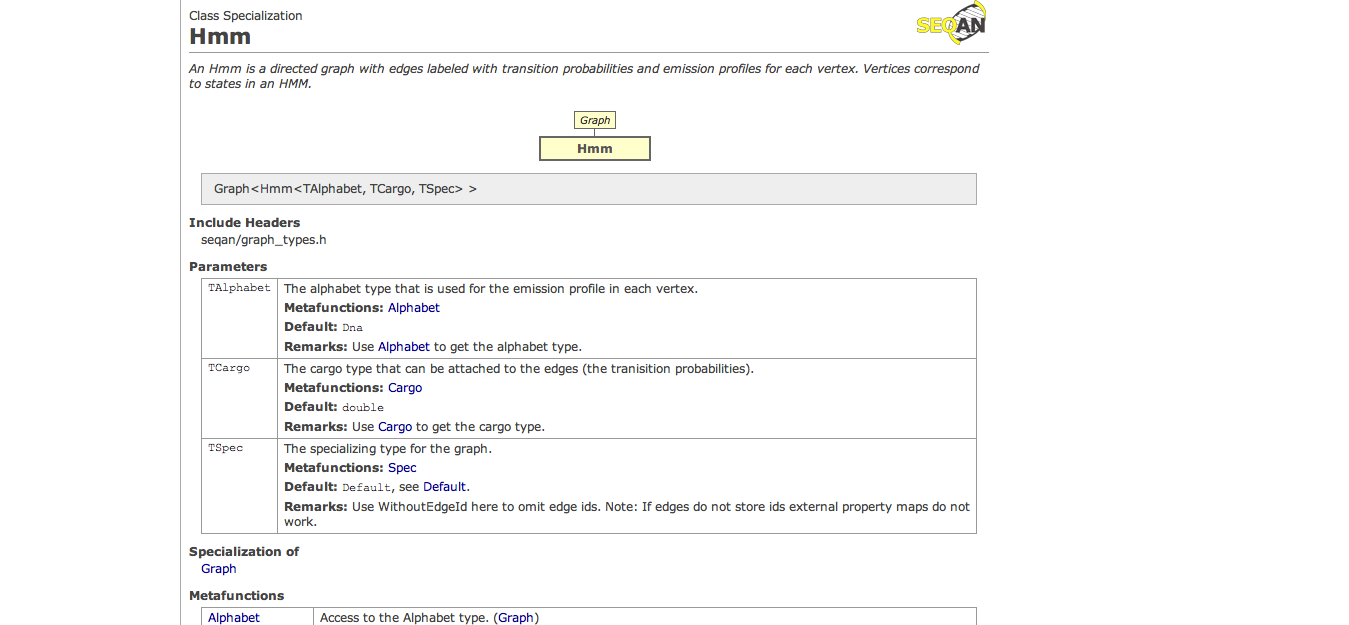 Class Specialization
SEQAN
Hmm
An Hmm is a directed graph with edges labeled with transition probabilities and emission profiles for each vertex. Vertices correspond
to states in an HMM.
Graph
Hmm
Graph<Hmm<TAlphabet, TCargo, TSpec> >
Include Headers
seqan/graph_types.h
Parameters
TAlphabet The alphabet type that is used for the emission profile in each vertex.
Metafunctions: Alphabet
Default: Dna
Remarks: Use Alphabet to get the alphabet type.
TCargo The cargo type that can be attached to the edges (the tranisition probabilities).
Metafunctions: Cargo
Default: double
Remarks: Use Cargo to get the cargo type.
TSpec The specializing type for the graph.
Metafunctions: Spec
Default: Default, see Default.
Remarks: Use WithoutEdgeId here to omit edge ids. Note: If edges do not store ids external property maps do not
work.
Specialization of
Graph
Metafunctions
Alphabet Access to the Alphabet type. (Graph)